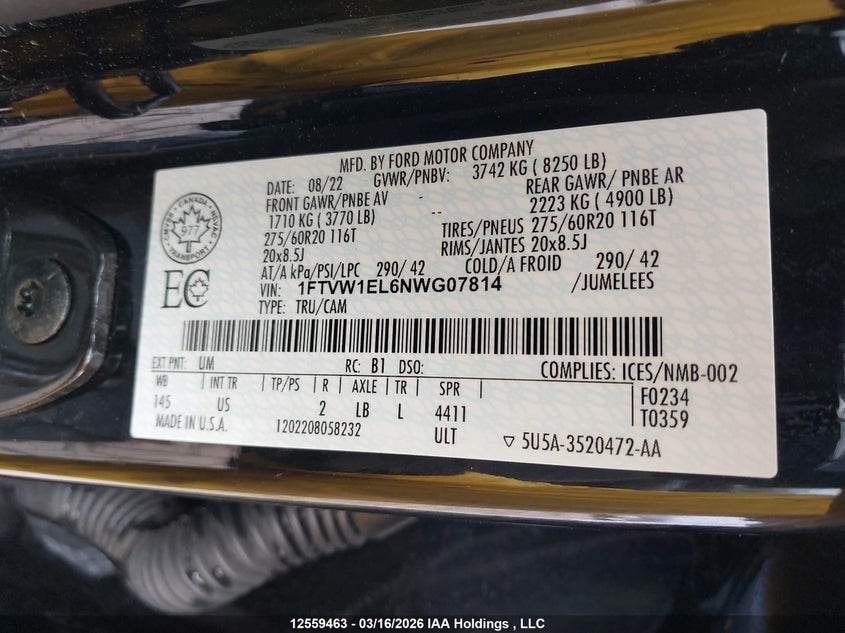 MFD. BY FORD MOTOR COMPANY
DATE: 08/22 GVWR/PNBV: 3742 KG ( 8250 LB)
FRONT GAWR/PNBE AV REAR GAWR/ PNBE AR
1710 KG ( 3770 LB) -- 2223 KG ( 4900 LB)
275/60R20 116T TIRES/PNEUS 275/60R20 116T
20x8.5J RIMS/JANTES 20x8.5J
AT/A kPa/PSI/LPC 290/ 42 COLD/A FROID 290/ 42
VIN: 1FTVW1EL6NWG07814 /JUMELEES
TYPE: TRU/CAM
CANADA
977
TRANSPORT
EC
EXT PNT: UM RC: B1 DSO: COMPLIES: ICES/NMB-002
WB INT TR TP/PS R AXLE TR SPR F0234
145 US 2 LB L 4411 T0359
MADE IN U.S.A. 1202208058232 ULT ▽ 5U5A-3520472-AA
12559463 - 03/16/2026 IAA Holdings , LLC